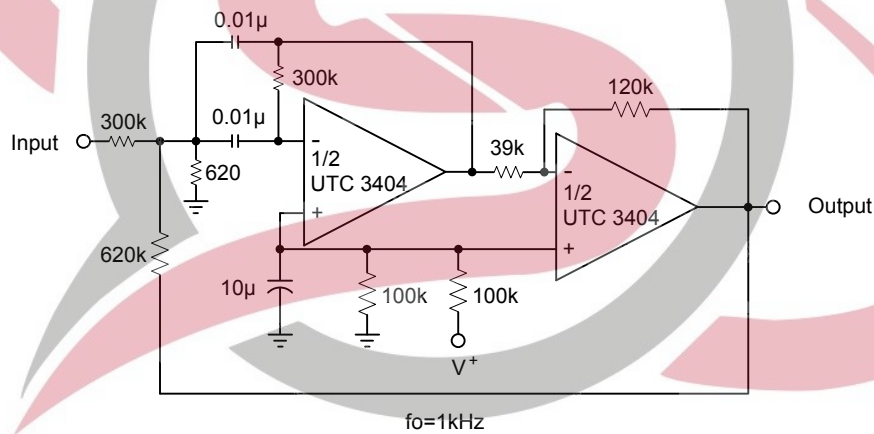 0.01µ
300k
120k
300k
0.01µ
39k
Input
-
-
1/2
UTC 3404
620
1/2
UTC 3404
Output
+
+
620k
10µ
100k
100k
V+
fo=1kHz